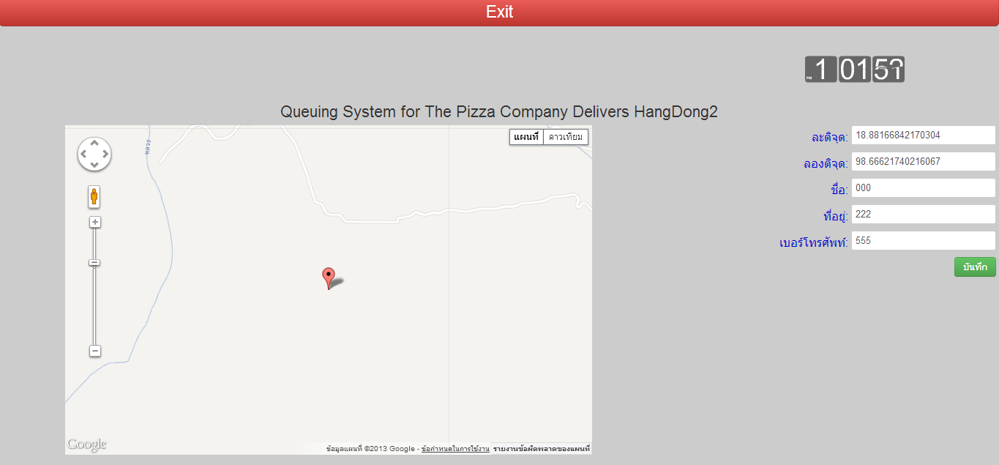 Exit
PM 1 01
Queuing System for The Pizza Company Delivers HangDong2
หลวง
แผนที่ ดาวเทียม
Google
ข้อมูลแผนที่ ©2013 Google - ข้อกำหนดในการใช้งาน รายงานข้อผิดพลาดของแผนที่
ละติจุด: 18.88166842170304
ลองติจุด: 98.66621740216067
ชื่อ: 000
ที่อยู่: 222
เบอร์โทรศัพท์: 555
บันทึก